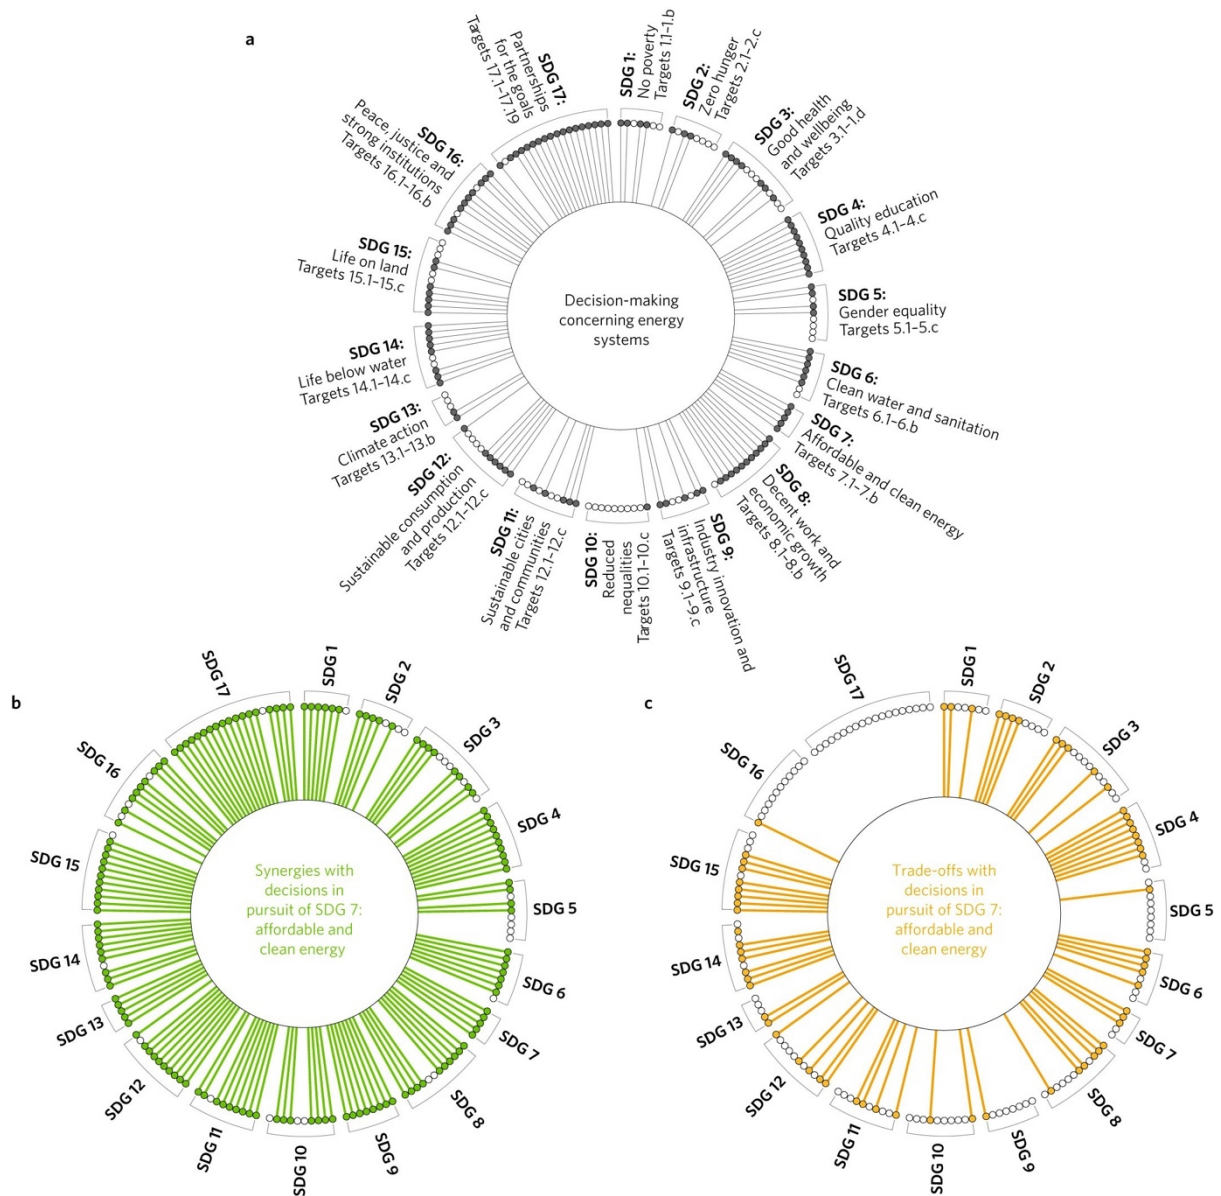 a
SDG 1:
No poverty
Targets 1.1–1.b
SDG 2:
Zero hunger
Targets 2.1–2.c
SDG 3:
Good health
and wellbeing
Targets 3.1–1.d
SDG 4:
Quality education
Targets 4.1–4.c
SDG 5:
Gender equality
Targets 5.1–5.c
SDG 6:
Clean water and sanitation
Targets 6.1–6.b
SDG 7:
Affordable and clean energy
Targets 7.1–7.b
SDG 8:
Decent work and
economic growth
Targets 8.1–8.b
SDG 9:
Industry innovation and
infrastructure
Targets 9.1–9.c
SDG 10:
Reduced
nequalities
Targets 10.1–10.c
SDG 11:
Sustainable cities
and communities
Targets 12.1–12.c
SDG 12:
Sustainable consumption
and production
Targets 12.1–12.c
SDG 13:
Climate action
Targets 13.1–13.b
SDG 14:
Life below water
Targets 14.1–14.c
SDG 15:
Life on land
Targets 15.1–15.c
SDG 16:
Peace, justice and
strong institutions
Targets 16.1–16.b
SDG 17:
Partnerships
for the goals
Targets 17.1–17.19
Decision-making
concerning energy
systems
b
SDG 1
SDG 2
SDG 3
SDG 4
SDG 5
SDG 6
SDG 7
SDG 8
SDG 9
SDG 10
SDG 11
SDG 12
SDG 13
SDG 14
SDG 15
SDG 16
SDG 17
Synergies with
decisions in
pursuit of SDG 7:
affordable and
clean energy
c
SDG 1
SDG 2
SDG 3
SDG 4
SDG 5
SDG 6
SDG 7
SDG 8
SDG 9
SDG 10
SDG 11
SDG 12
SDG 13
SDG 14
SDG 15
SDG 16
SDG 17
Trade-offs with
decisions in
pursuit of SDG 7:
affordable and
clean energy